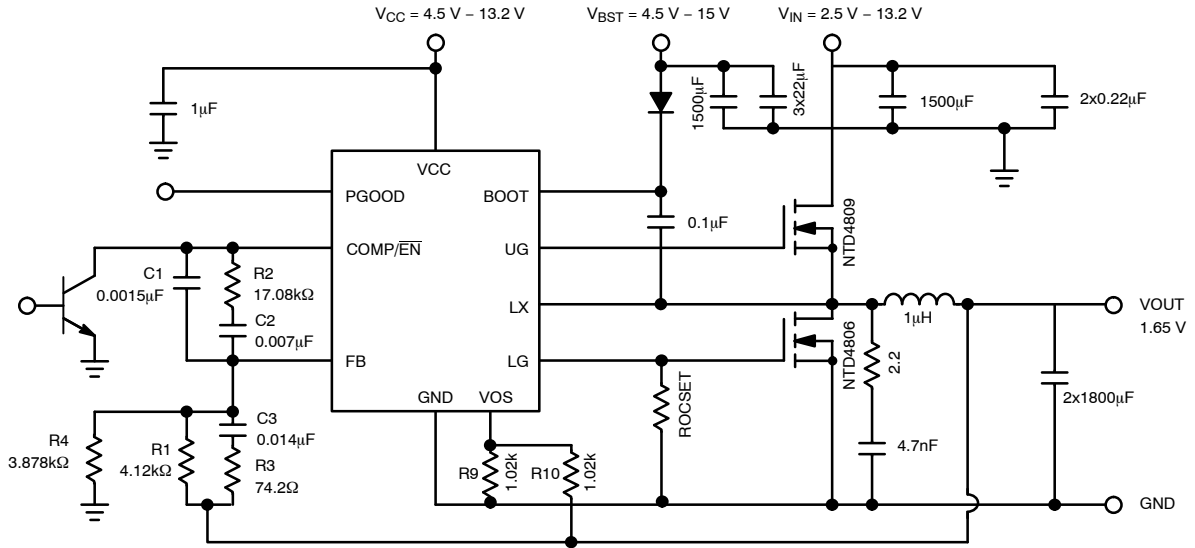 VCC = 4.5 V − 13.2 V
VBST = 4.5 V − 15 V
VIN = 2.5 V − 13.2 V
1μF
1500μF
3x22μF
1500μF
2x0.22μF
VCC
PGOOD
BOOT
0.1μF
NTD4809
COMP/EN
UG
C1
0.0015μF
R2
17.08kΩ
C2
0.007μF
LX
1μH
VOUT
1.65 V
FB
LG
NTD4806
2.2
GND
VOS
ROCSET
2x1800μF
C3
0.014μF
R4
3.878kΩ
R1
4.12kΩ
R3
74.2Ω
R9
1.02k
R10
1.02k
4.7nF
GND